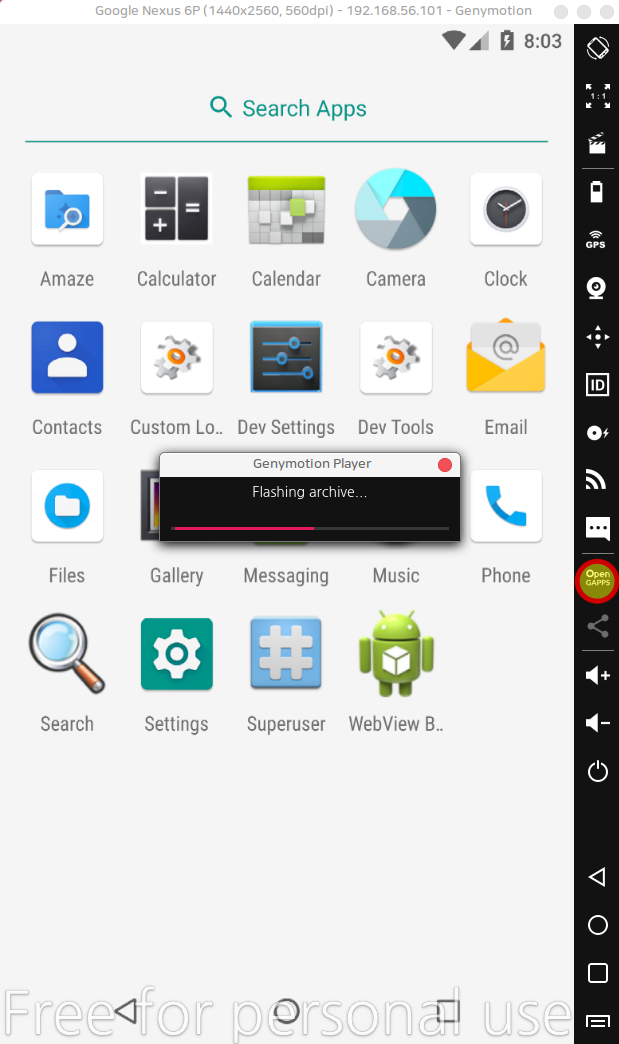 Google Nexus 6P (1440x2560, 560dpi) - 192.168.56.101 - Genymotion
8:03
Search Apps
1 : 1
Amaze
Calculator
Calendar
Camera
Clock
GPS
@
Contacts
Custom Lo..
Dev Settings
Dev Tools
Email
ID
Genymotion Player
Flashing archive...
Files
Gallery
Messaging
Music
Phone
Open
GAPPS
Search
Settings
Superuser
WebView B..
Free for personal use